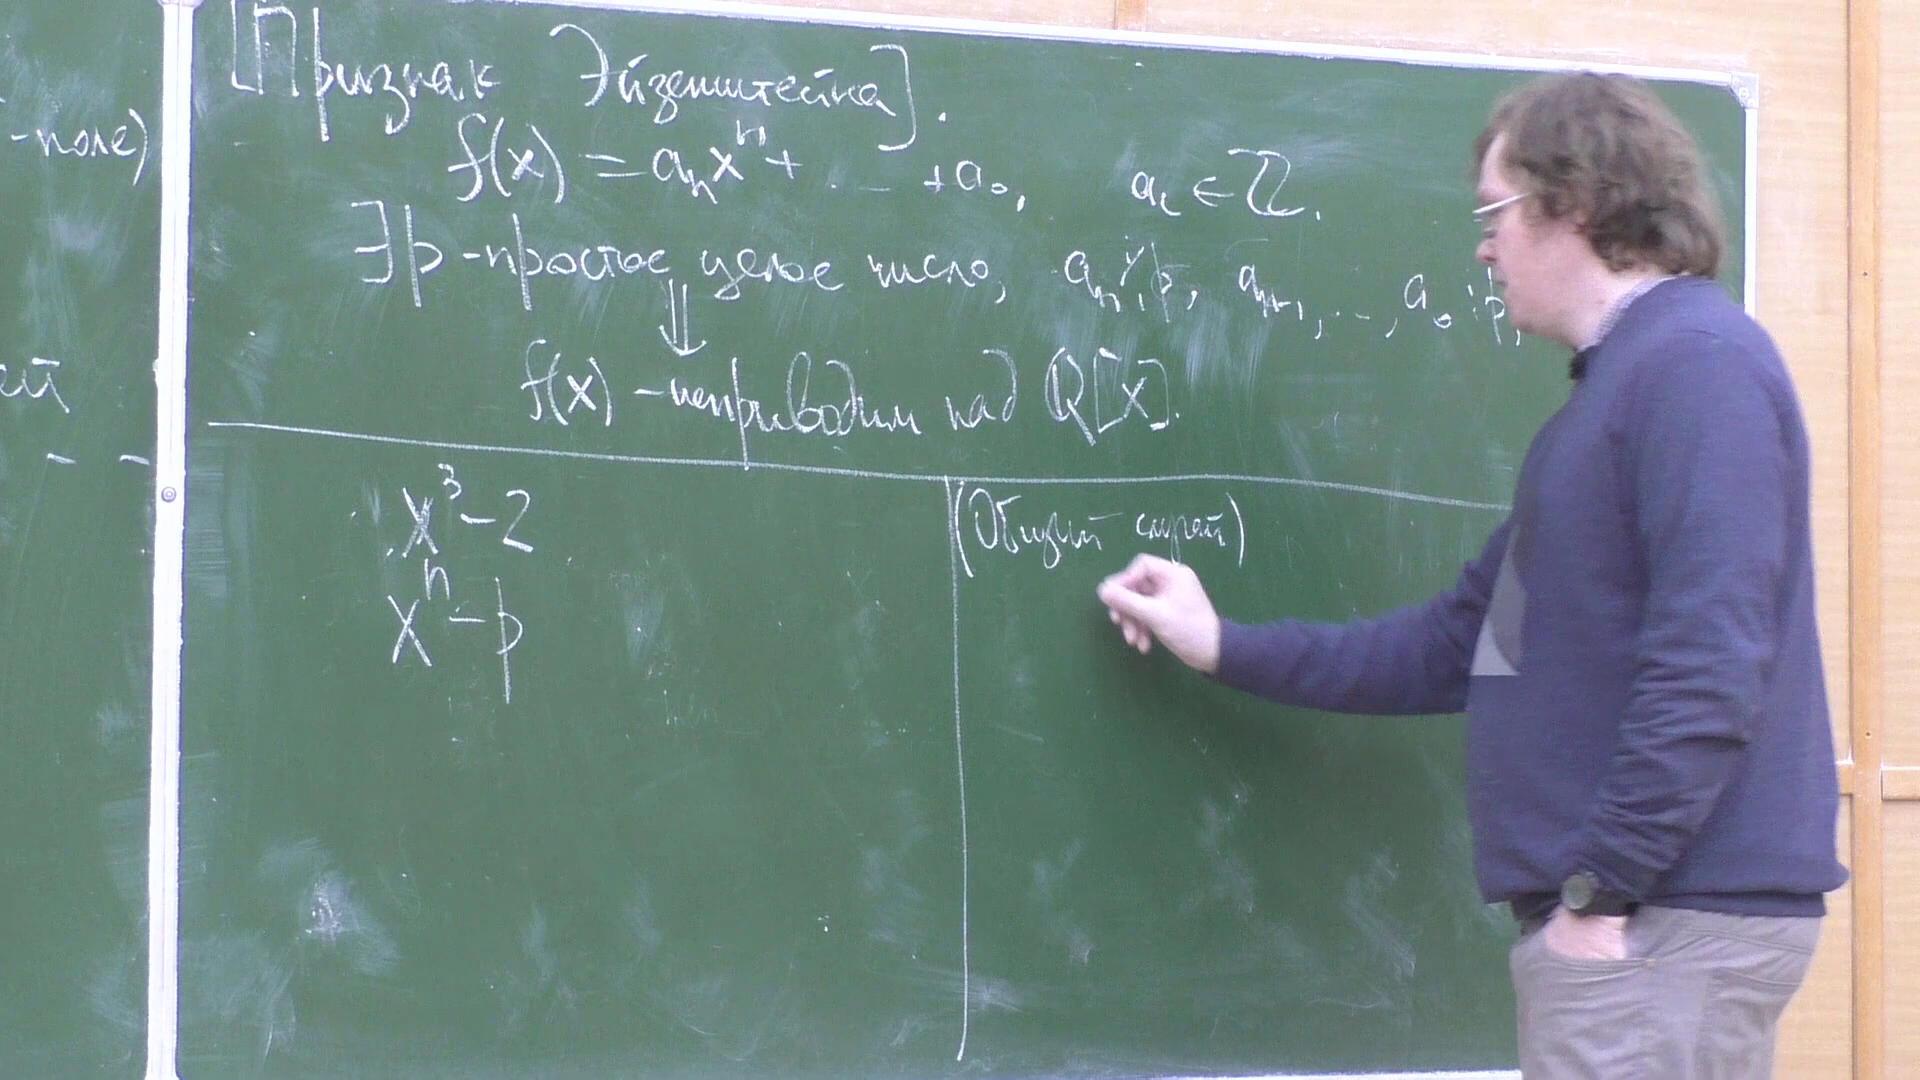 -поле)
ей
[Признак Эйзенштейна].
f(x) = aₙxⁿ + ... + a₀, aᵢ ∈ ℤ.
∃p - простое целое число, aₙ ⋮̸ p, aₙ₋₁, ..., a₀ ⋮ p,
⇓
f(x) - неприводим над Q[x].
x³ - 2
xⁿ - p
(Общий случай)